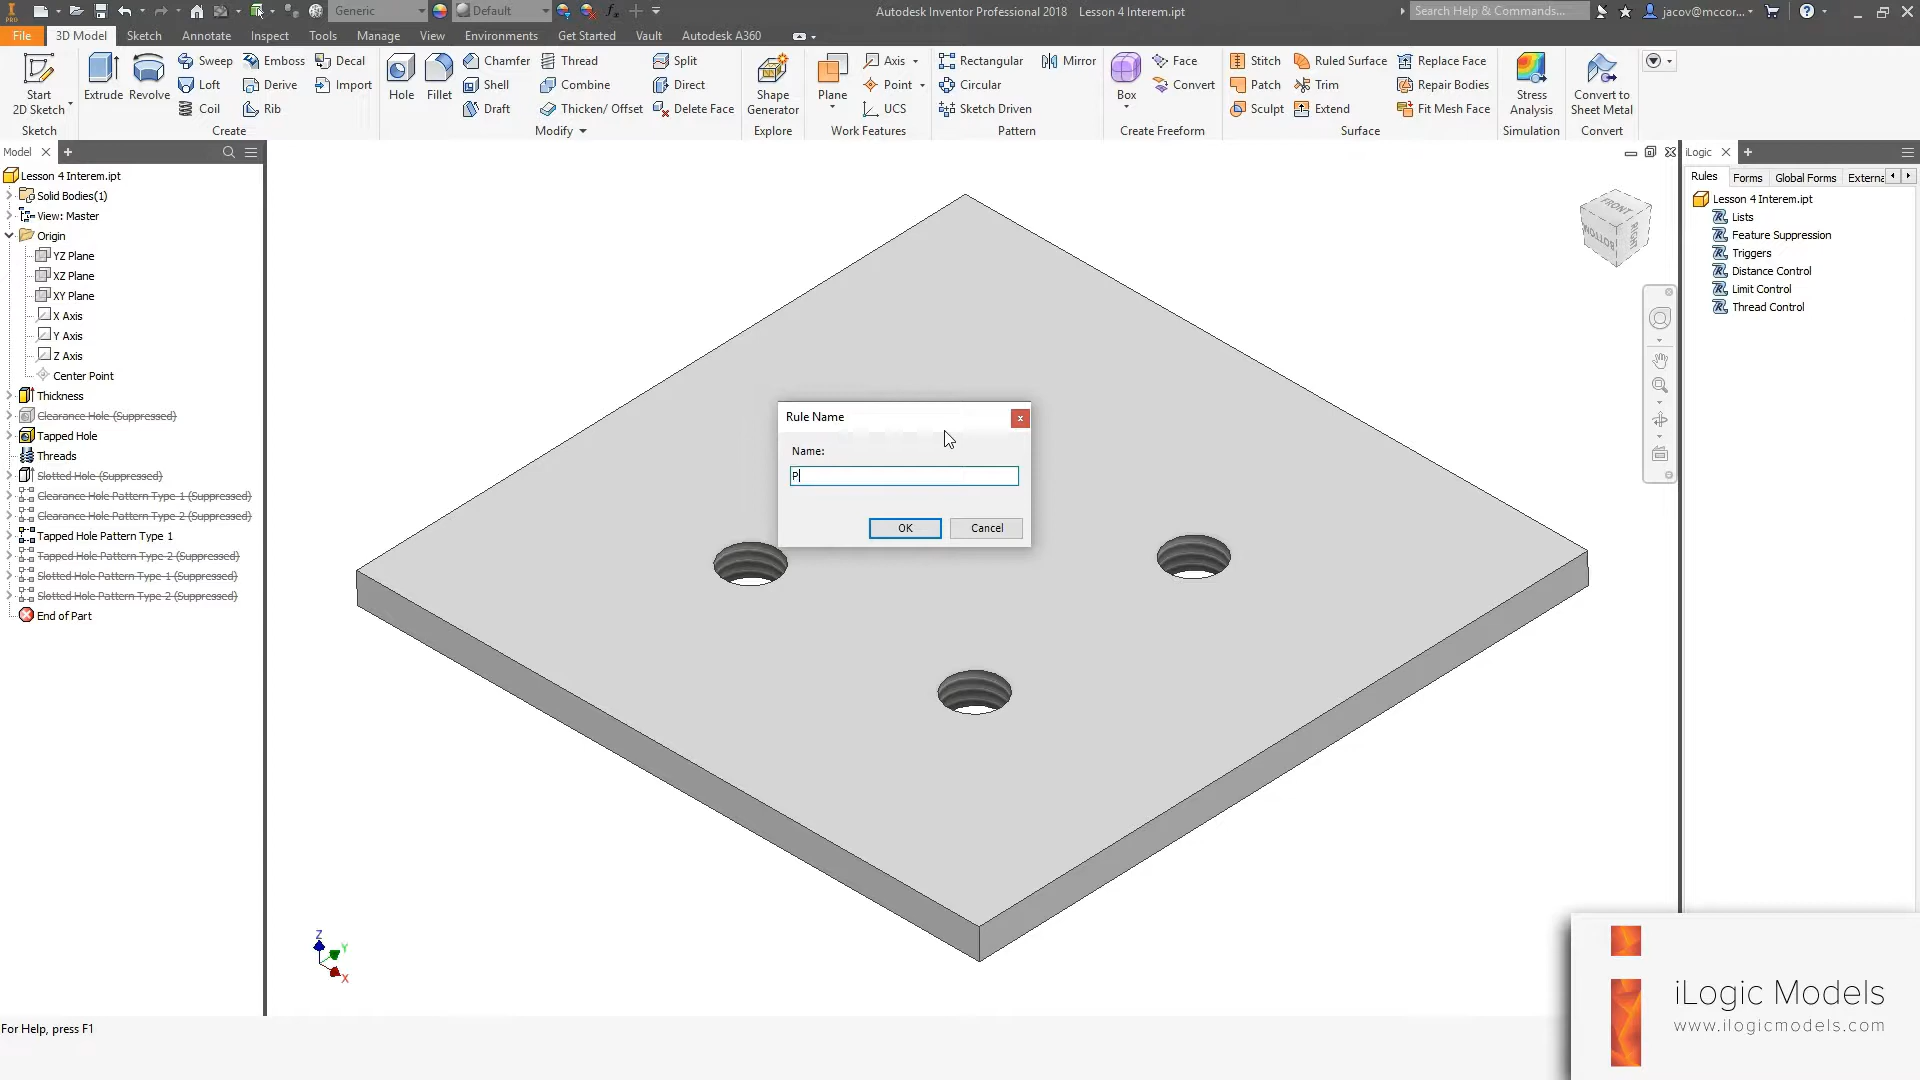 PRO
Generic
Default
Autodesk Inventor Professional 2018 Lesson 4 Interem.ipt
Search Help & Commands...
jacov@mccor...
File 3D Model Sketch Annotate Inspect Tools Manage View Environments Get Started Vault Autodesk A360
Start
2D Sketch
Sketch
Extrude
Revolve
Sweep
Loft
Coil
Emboss
Derive
Rib
Decal
Import
Create
Hole
Fillet
Chamfer
Shell
Draft
Thread
Combine
Thicken/ Offset
Split
Direct
Delete Face
Modify
Shape
Generator
Explore
Plane
Axis
Point
UCS
Work Features
Rectangular
Circular
Sketch Driven
Mirror
Pattern
Box
Face
Convert
Create Freeform
Stitch
Patch
Sculpt
Ruled Surface
Trim
Extend
Replace Face
Repair Bodies
Fit Mesh Face
Surface
Stress
Analysis
Simulation
Convert to
Sheet Metal
Convert
Model
Lesson 4 Interem.ipt
Solid Bodies(1)
View: Master
Origin
YZ Plane
XZ Plane
XY Plane
X Axis
Y Axis
Z Axis
Center Point
Thickness
Clearance Hole (Suppressed)
Tapped Hole
Threads
Slotted Hole (Suppressed)
Clearance Hole Pattern Type 1 (Suppressed)
Clearance Hole Pattern Type 2 (Suppressed)
Tapped Hole Pattern Type 1
Tapped Hole Pattern Type 2 (Suppressed)
Slotted Hole Pattern Type 1 (Suppressed)
Slotted Hole Pattern Type 2 (Suppressed)
End of Part
Rule Name
Name:
P
OK
Cancel
FRONT
RIGHT
BOTTOM
Z
Y
X
iLogic
Rules Forms Global Forms Externa
Lesson 4 Interem.ipt
Lists
Feature Suppression
Triggers
Distance Control
Limit Control
Thread Control
For Help, press F1
iLogic Models
www.ilogicmodels.com